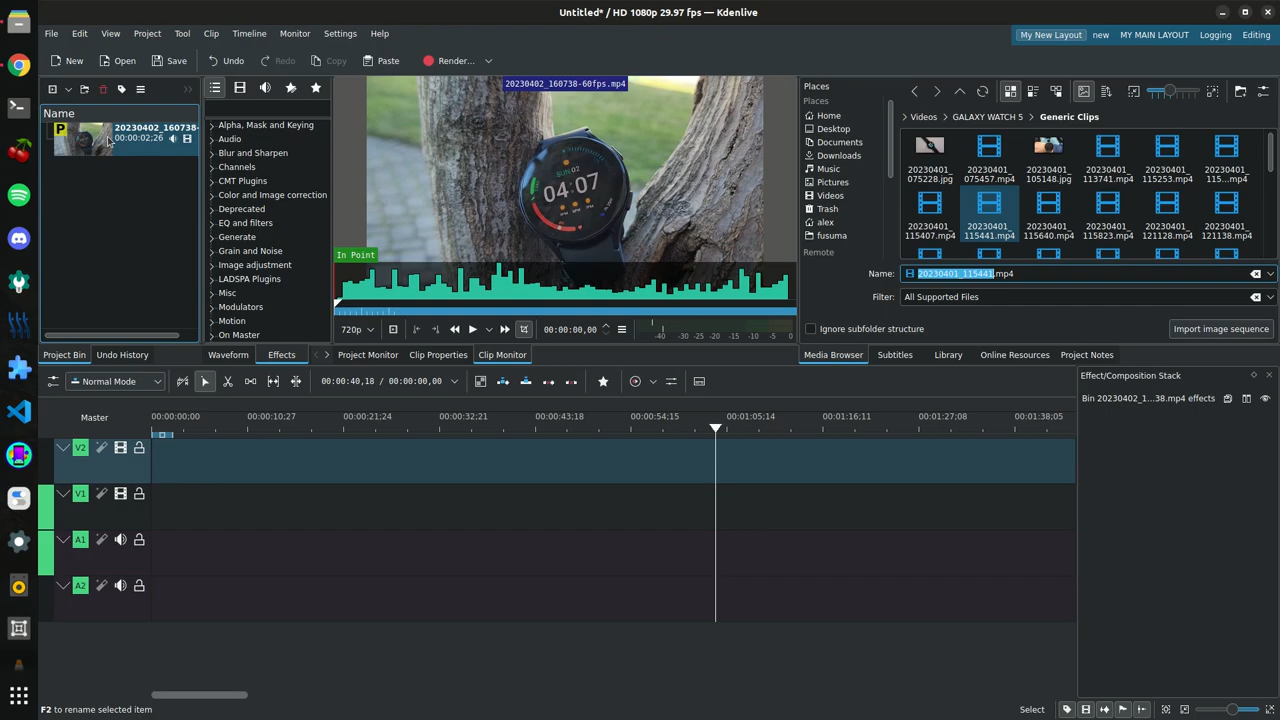 Untitled* / HD 1080p 29.97 fps — Kdenlive
File Edit View Project Tool Clip Timeline Monitor Settings Help
My New Layout new MY MAIN LAYOUT Logging Editing
New Open Save Undo Redo Copy Paste Render...
Name
P
20230402_160738-
00:00:02;26
Project Bin Undo History
Alpha, Mask and Keying
Audio
Blur and Sharpen
Channels
CMT Plugins
Color and Image correction
Deprecated
EQ and filters
Generate
Grain and Noise
Image adjustment
LADSPA Plugins
Misc
Modulators
Motion
On Master
Waveform Effects
20230402_160738-60fps.mp4
SUN 02
04:07
In Point
720p 00:00:00,00 -40 -30 -25 -20 -15 -10 -5 0
Project Monitor Clip Properties Clip Monitor
Places
Places
Home
Desktop
Documents
Downloads
Music
Pictures
Videos
Trash
alex
fusuma
Remote
Videos GALAXY WATCH 5 Generic Clips
20230401_075228.jpg
20230401_075457.mp4
20230401_105148.jpg
20230401_113741.mp4
20230401_115253.mp4
20230401_115...mp4
20230401_115407.mp4
20230401_115441.mp4
20230401_115640.mp4
20230401_115823.mp4
20230401_121128.mp4
20230401_121138.mp4
Name: 20230401_115441.mp4
Filter: All Supported Files
Ignore subfolder structure Import image sequence
Media Browser Subtitles Library Online Resources Project Notes
Normal Mode 00:00:40,18 / 00:00:00,00
Master 00:00:00;00 00:00:10;27 00:00:21;24 00:00:32;21 00:00:43;18 00:00:54;15 00:01:05;14 00:01:16;11 00:01:27;08 00:01:38;05
V2
V1
A1
A2
Effect/Composition Stack
Bin 20230402_1...38.mp4 effects
F2 to rename selected item
Select